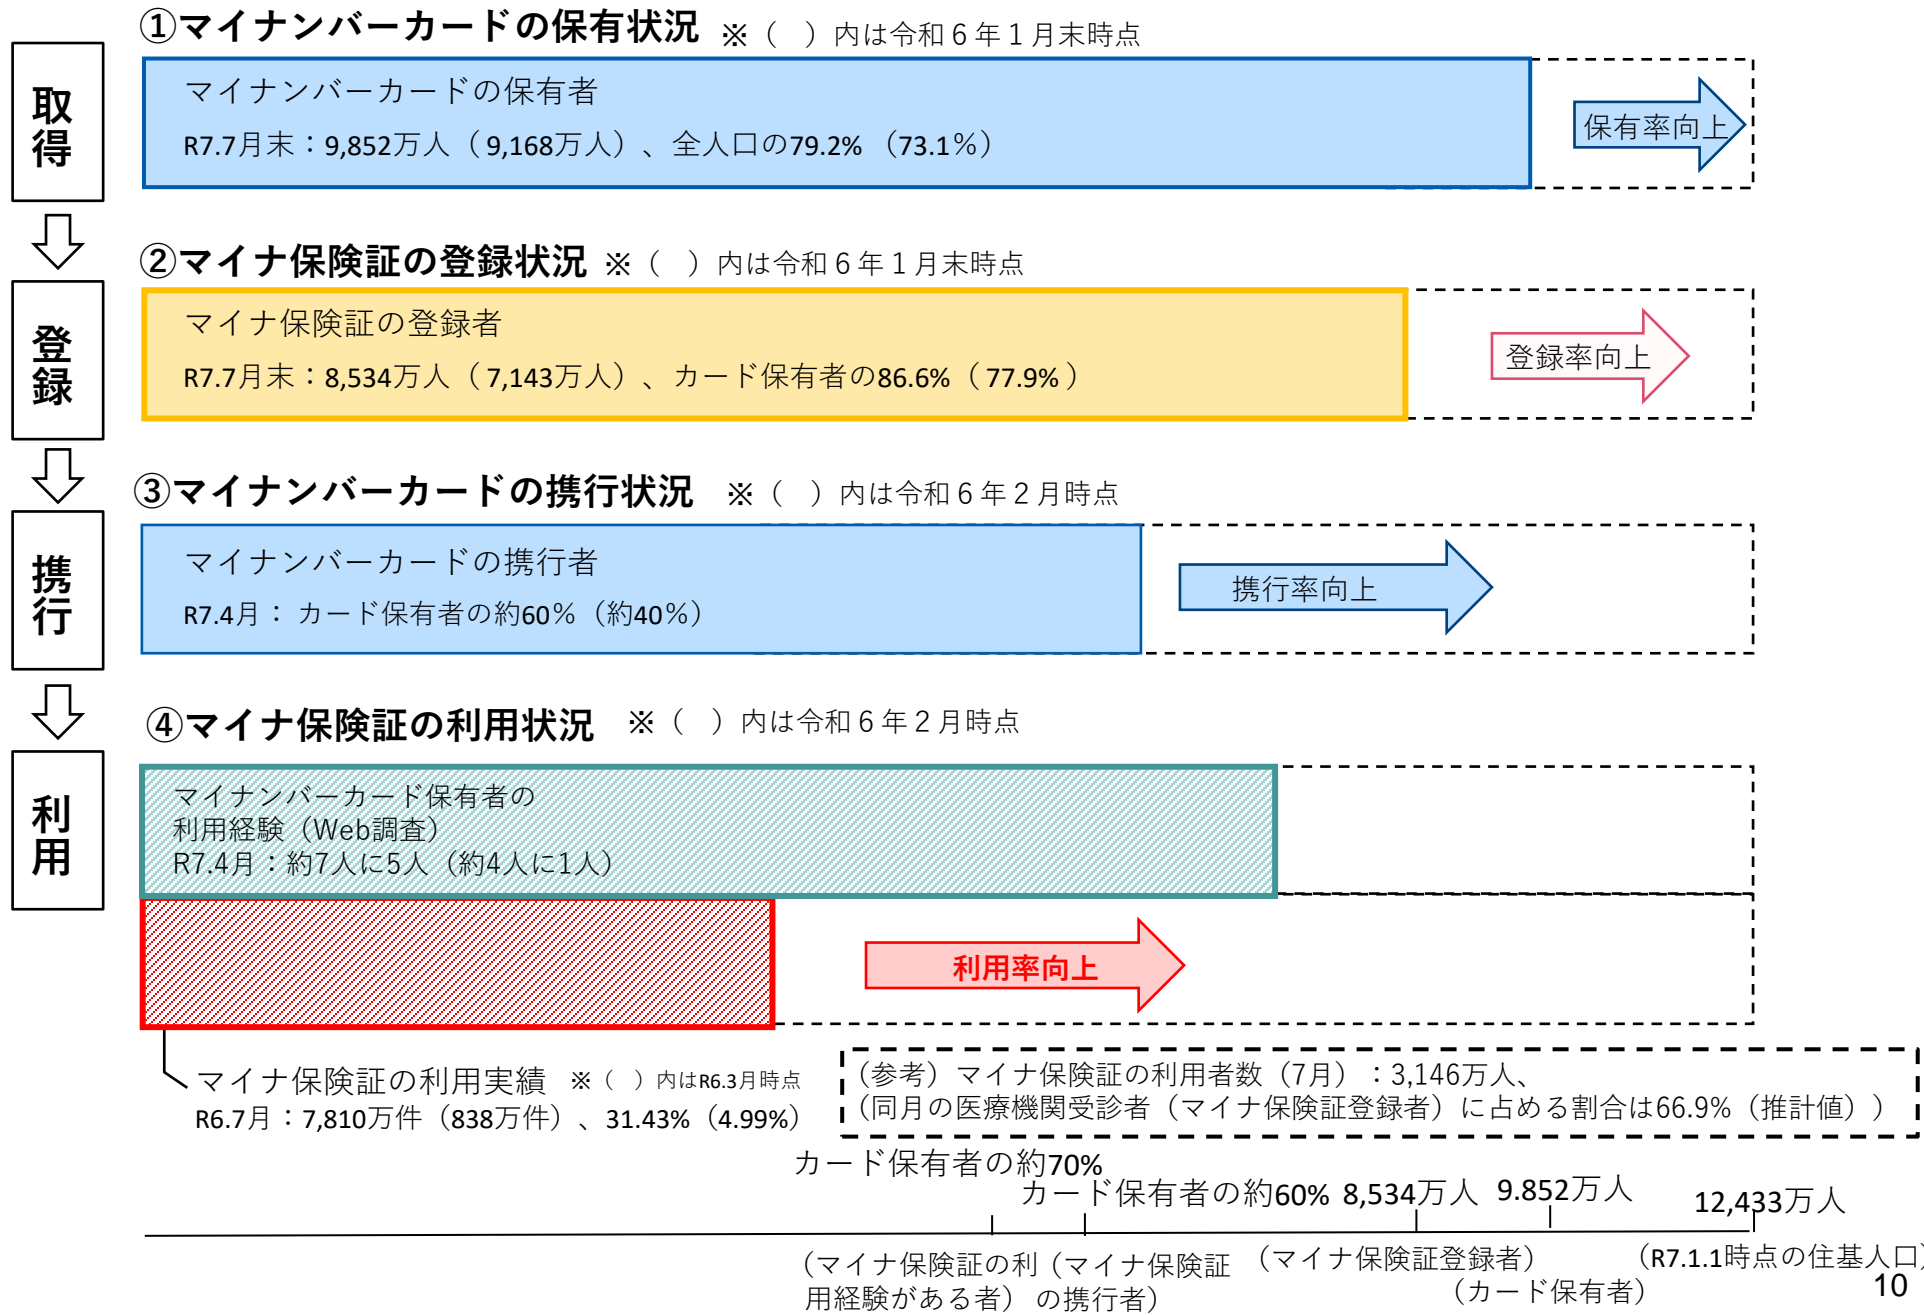 ①マイナンバーカードの保有状況 ※（　）内は令和６年１月末時点
取得
マイナンバーカードの保有者
R7.7月末：9,852万人（9,168万人）、全人口の79.2%（73.1％）
保有率向上
②マイナ保険証の登録状況 ※（　）内は令和６年１月末時点
登録
マイナ保険証の登録者
R7.7月末：8,534万人（7,143万人）、カード保有者の86.6%（77.9%）
登録率向上
③マイナンバーカードの携行状況 ※（　）内は令和６年２月時点
携行
マイナンバーカードの携行者
R7.4月： カード保有者の約60％（約40％）
携行率向上
④マイナ保険証の利用状況 ※（　）内は令和６年２月時点
利用
マイナンバーカード保有者の
利用経験（Web調査）
R7.4月：約7人に5人（約4人に1人）
利用率向上
マイナ保険証の利用実績 ※（　）内はR6.3月時点
R6.7月：7,810万件（838万件）、31.43%（4.99%）
（参考）マイナ保険証の利用者数（7月）：3,146万人、
（同月の医療機関受診者（マイナ保険証登録者）に占める割合は66.9%（推計値））
カード保有者の約70%
カード保有者の約60% 8,534万人 9.852万人 12,433万人
（マイナ保険証の利用経験がある者）
（マイナ保険証の携行者）
（マイナ保険証登録者）
（カード保有者）
（R7.1.1時点の住基人口）
10